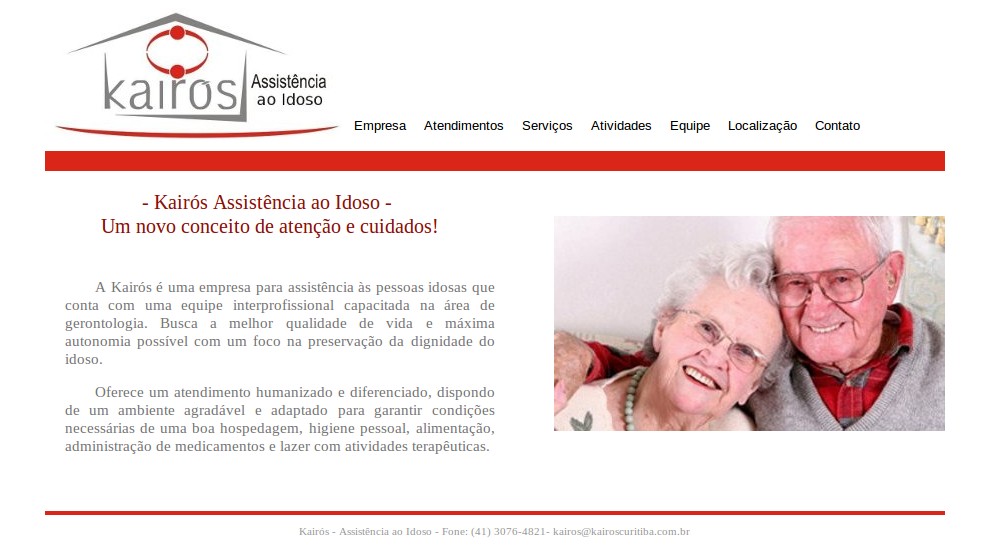 kairós
Assistência
ao Idoso
Empresa Atendimentos Serviços Atividades Equipe Localização Contato
- Kairós Assistência ao Idoso -
Um novo conceito de atenção e cuidados!
A Kairós é uma empresa para assistência às pessoas idosas que
conta com uma equipe interprofissional capacitada na área de
gerontologia. Busca a melhor qualidade de vida e máxima
autonomia possível com um foco na preservação da dignidade do
idoso.
Oferece um atendimento humanizado e diferenciado, dispondo
de um ambiente agradável e adaptado para garantir condições
necessárias de uma boa hospedagem, higiene pessoal, alimentação,
administração de medicamentos e lazer com atividades terapêuticas.
Kairós - Assistência ao Idoso - Fone: (41) 3076-4821- kairos@kairoscuritiba.com.br